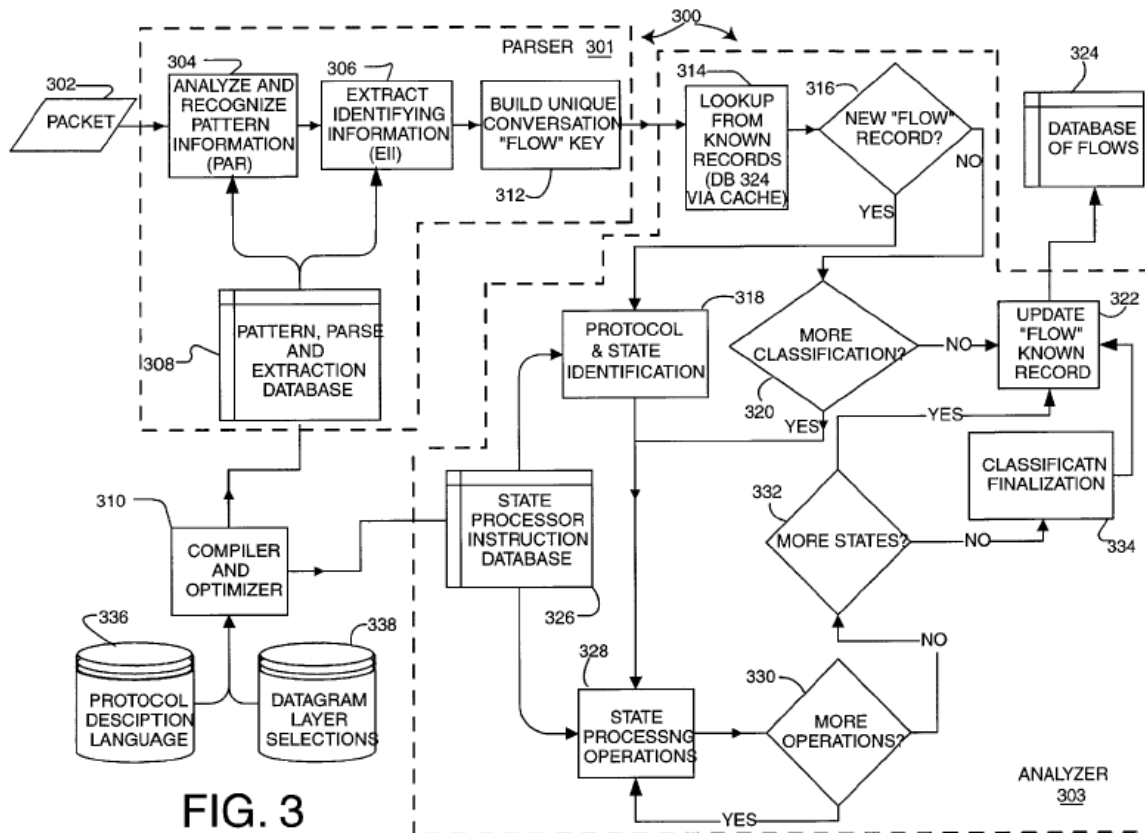 300
PARSER 301
302
PACKET
304
ANALYZE AND
RECOGNIZE
PATTERN
INFORMATION
(PAR)
306
EXTRACT
IDENTIFYING
INFORMATION
(EII)
BUILD UNIQUE
CONVERSATION
"FLOW" KEY
312
314
LOOKUP
FROM
KNOWN
RECORDS
(DB 324
VIA CACHE)
316
NEW "FLOW"
RECORD?
NO
YES
324
DATABASE
OF FLOWS
308
PATTERN, PARSE
AND
EXTRACTION
DATABASE
318
PROTOCOL
& STATE
IDENTIFICATION
MORE
CLASSIFICATION?
320
NO
YES
322
UPDATE
"FLOW"
KNOWN
RECORD
YES
310
COMPILER
AND
OPTIMIZER
STATE
PROCESSOR
INSTRUCTION
DATABASE
326
332
MORE STATES?
NO
CLASSIFICATN
FINALIZATION
334
336
PROTOCOL
DESCIPTION
LANGUAGE
338
DATAGRAM
LAYER
SELECTIONS
328
STATE
PROCESSNG
OPERATIONS
330
MORE
OPERATIONS?
NO
YES
ANALYZER
303
FIG. 3